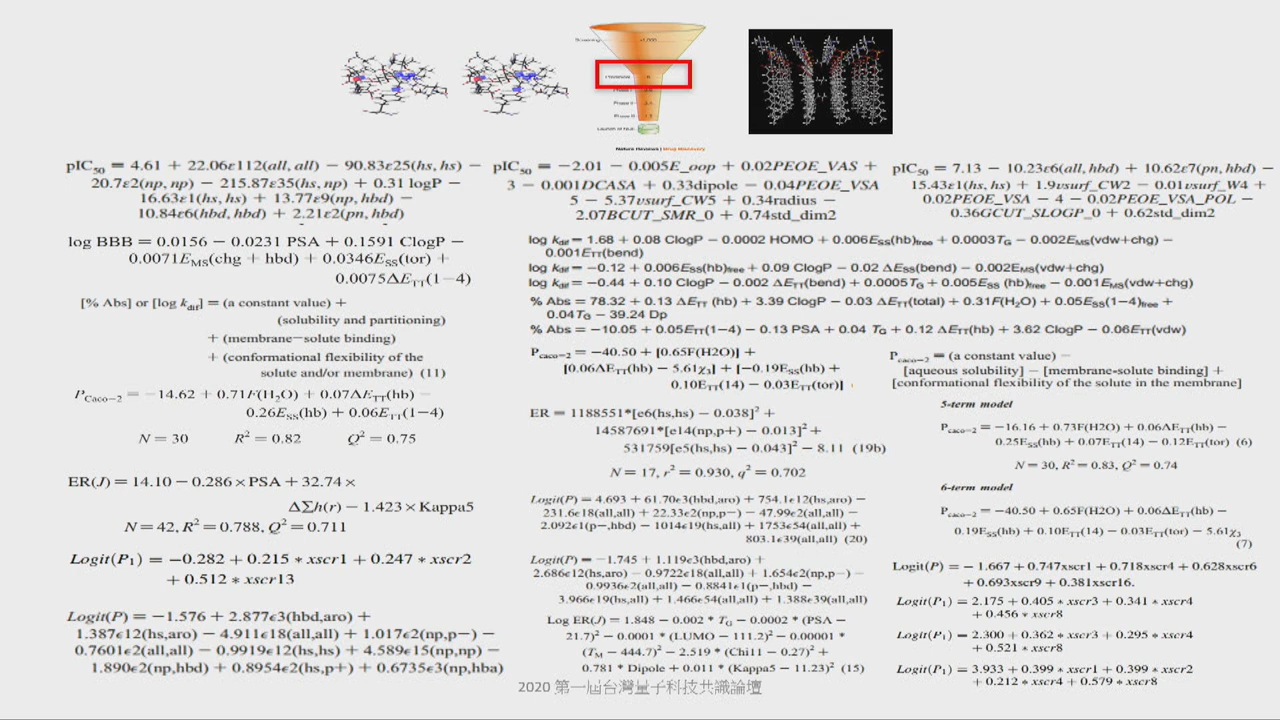 Screening
Preclinical
Phase I
Phase II
Phase III
Launch
Nature Reviews | Drug Discovery
pIC50 = 4.61 + 22.06ε112(all, all) − 90.83ε25(hs, hs) −
20.7ε2(np, np) − 215.87ε35(hs, np) + 0.31 logP −
16.63ε1(hs, hs) + 13.77ε9(np, np) −
10.84ε6(hbd, hbd) + 2.21ε2(pn, hbd)
pIC50 = −2.01 − 0.005E_oop + 0.02PEOE_VAS +
3 − 0.001DCASA + 0.33dipole − 0.04PEOE_VSA
5 − 5.37vsurf_CW5 + 0.34radius −
2.07BCUT_SMR_0 + 0.74std_dim2
pIC50 = 7.13 − 10.23ε6(all, hbd) + 10.62ε7(pn, hbd) −
15.43ε1(hs, hs) + 1.9vsurf_CW2 − 0.01vsurf_W4 +
0.02PEOE_VSA − 4 − 0.02PEOE_VSA_POL −
0.36GCUT_SLOGP_0 + 0.62std_dim2
log BBB = 0.0156 − 0.0231 PSA + 0.1591 ClogP −
0.0071EMS(chg + hbd) + 0.0346ESS(tor) +
0.0075ΔETT(1−4)
[% Abs] or [log kdif] = (a constant value) +
(solubility and partitioning)
+ (membrane−solute binding)
+ (conformational flexibility of the
solute and/or membrane) (11)
PCaco−2 = −14.62 + 0.71F(H2O) + 0.07ΔETT(hb) −
0.26ESS(hb) + 0.06ETT(1−4)
N = 30 R² = 0.82 Q² = 0.75
ER(J) = 14.10 − 0.286 × PSA + 32.74 ×
ΔΣh(r) − 1.423 × Kappa5
N = 42, R² = 0.788, Q² = 0.711
Logit(P1) = −0.282 + 0.215 * xscr1 + 0.247 * xscr2
+ 0.512 * xscr13
Logit(P) = −1.576 + 2.877ϵ3(hbd,aro) +
1.387ϵ12(hs,aro) − 4.911ϵ18(all,all) + 1.017ϵ2(np,p−) −
0.7601ϵ2(all,all) − 0.9919ϵ12(hs,hs) + 4.589ϵ15(np,np) −
1.890ϵ2(np,hbd) + 0.8954ϵ2(hs,p+) + 0.6735ϵ3(np,hba)
log kdif = 1.68 + 0.08 ClogP − 0.0002 HOMO + 0.006ESS(hb)free + 0.0003TG − 0.002EMS(vdw+chg) −
0.001ETT(bend)
log kdif = −0.12 + 0.006ESS(hb)free + 0.09 ClogP − 0.02 ΔESS(bend) − 0.002EMS(vdw+chg)
log kdif = −0.44 + 0.10 ClogP − 0.002 ΔETT(bend) + 0.0005TG + 0.005ESS (hb)free − 0.001EMS(vdw+chg)
% Abs = 78.32 + 0.13 ΔETT (hb) + 3.39 ClogP − 0.03 ΔETT(total) + 0.31F(H2O) + 0.05ESS(1−4)free +
0.04TG − 39.24 Dp
% Abs = −10.05 + 0.05ETT(1−4) − 0.13 PSA + 0.04 TG + 0.12 ΔETT(hb) + 3.62 ClogP − 0.06ETT(vdw)
Pcaco−2 = −40.50 + [0.65F(H2O)] +
[0.06ΔETT(hb) − 5.61χ3] + [−0.19ESS(hb) +
0.10ETT(14) − 0.03ETT(tor)]
ER = 1188551*[e6(hs,hs) − 0.038]² +
14587691*[e14(np,p+) − 0.013]² +
531759[e5(hs,hs) − 0.043]² − 8.11 (19b)
N = 17, r² = 0.930, q² = 0.702
Logit(P) = 4.693 + 61.70ϵ3(hbd,aro) + 754.1ϵ12(hs,aro) −
231.6ϵ18(all,all) + 22.33ϵ2(np,p−) − 47.99ϵ2(all,all) −
2.092ϵ1(p−,hbd) − 1014ϵ19(hs,all) + 1753ϵ54(all,all) +
803.1ϵ39(all,all) (20)
Logit(P) = −1.745 + 1.119ϵ3(hbd,aro) +
2.686ϵ12(hs,aro) − 0.9722ϵ18(all,all) + 1.654ϵ2(np,p−) −
0.9936ϵ2(all,all) − 0.8841ϵ1(p−,hbd) −
3.966ϵ19(hs,all) + 1.466ϵ54(all,all) + 1.388ϵ39(all,all)
Log ER(J) = 1.848 − 0.002 * TG − 0.0002 * (PSA −
21.7)² − 0.0001 * (LUMO − 111.2)² − 0.00001 *
(TM − 444.7)² − 2.519 * (Chi11 − 0.27)² +
0.781 * Dipole + 0.011 * (Kappa5 − 11.23)² (15)
Pcaco−2 = (a constant value) −
[aqueous solubility] − [membrane-solute binding] +
[conformational flexibility of the solute in the membrane]
5-term model
Pcaco−2 = −16.16 + 0.73F(H2O) + 0.06ΔETT(hb) −
0.25ESS(hb) + 0.07ETT(14) − 0.12ETT(tor) (6)
N = 30, R² = 0.83, Q² = 0.74
6-term model
Pcaco−2 = −40.50 + 0.65F(H2O) + 0.06ΔETT(hb) −
0.19ESS(hb) + 0.10ETT(14) − 0.03ETT(tor) − 5.61χ3
(7)
Logit(P) = − 1.667 + 0.747xscr1 + 0.718xscr4 + 0.628xscr6
+ 0.693xscr9 + 0.381xscr16.
Logit(P1) = 2.175 + 0.405 * xscr3 + 0.341 * xscr4
+ 0.456 * xscr8
Logit(P1) = 2.300 + 0.362 * xscr3 + 0.295 * xscr4
+ 0.521 * xscr8
Logit(P1) = 3.933 + 0.399 * xscr1 + 0.399 * xscr2
+ 0.212 * xscr4 + 0.579 * xscr8
2020 第一屆台灣量子科技共識論壇